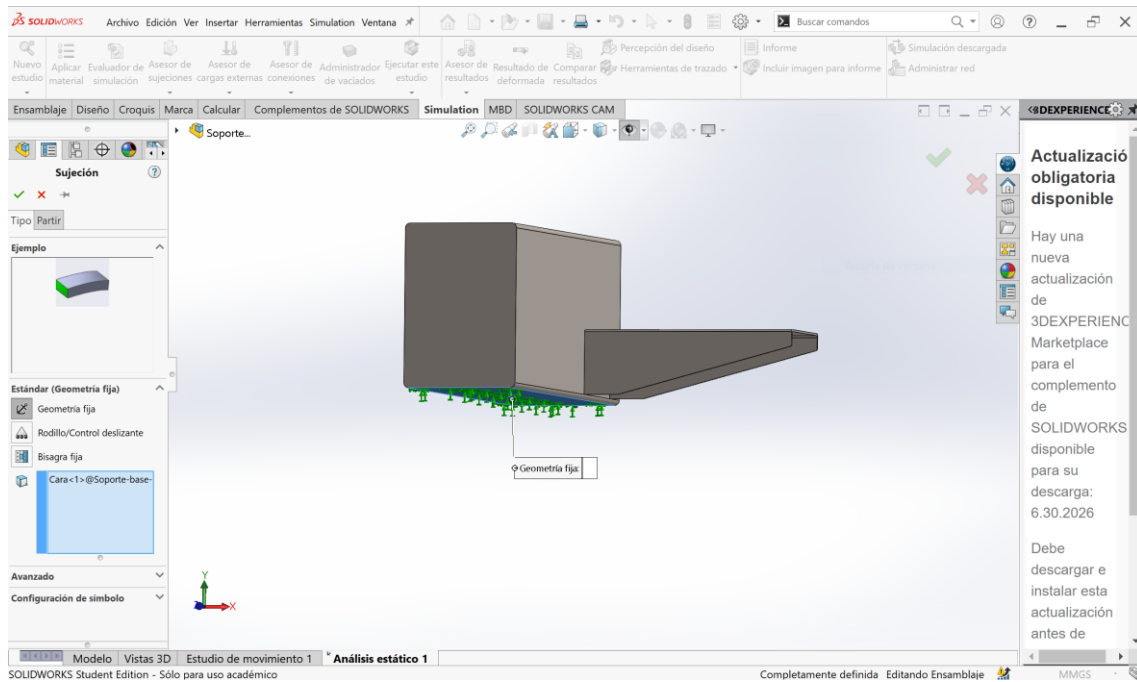 3S SOLIDWORKS Archivo Edición Ver Insertar Herramientas Simulation Ventana Buscar comandos
Nuevo estudio
Aplicar material
Evaluador de simulación
Asesor de sujeciones
Asesor de cargas externas
Asesor de conexiones
Administrador de vaciados
Ejecutar este estudio
Asesor de resultados
Resultado de deformada
Comparar resultados
Percepción del diseño
Herramientas de trazado
Informe
Incluir imagen para informe
Simulación descargada
Administrar red
Ensamblaje Diseño Croquis Marca Calcular Complementos de SOLIDWORKS Simulation MBD SOLIDWORKS CAM
Soporte...
Sujeción
Tipo Partir
Ejemplo
Estándar (Geometría fija)
Geometría fija
Rodillo/Control deslizante
Bisagra fija
Cara<1>@Soporte-base-
Avanzado
Configuración de símbolo
Geometría fija:
Y
X
3DEXPERIENCE
Actualizació
obligatoria
disponible
Hay una
nueva
actualización
de
3DEXPERIENC
Marketplace
para el
complemento
de
SOLIDWORKS
disponible
para su
descarga:
6.30.2026
Debe
descargar e
instalar esta
actualización
antes de
Modelo Vistas 3D Estudio de movimiento 1 Análisis estático 1
SOLIDWORKS Student Edition - Sólo para uso académico Completamente definida Editando Ensamblaje MMGS